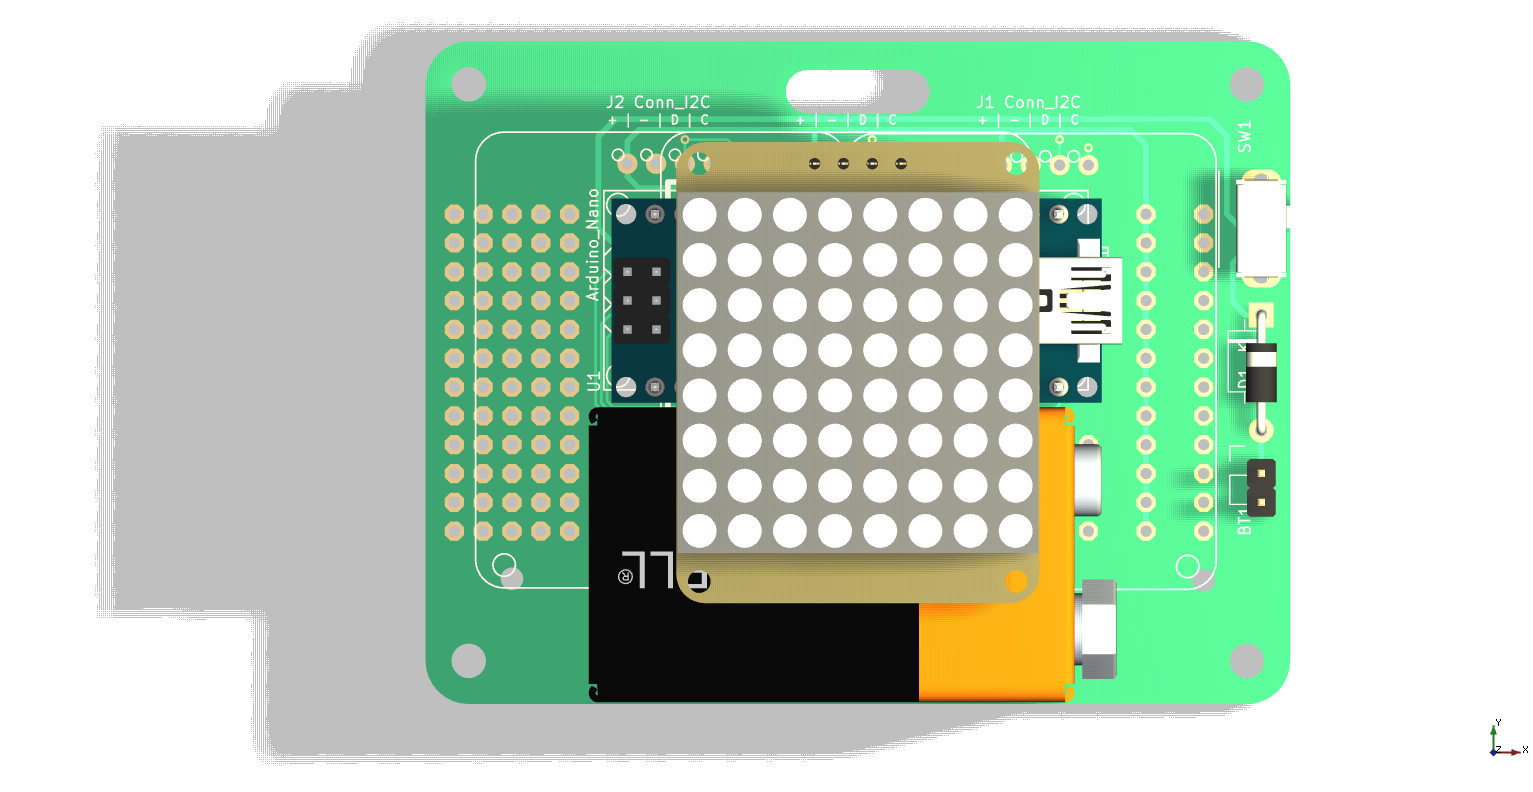 J2 Conn_I2C
+ | - | D | C
+ | - | D | C
J1 Conn_I2C
+ | - | D | C
SW1
Arduino_Nano
U1
K
D1
BT1
®
Y
Z
X